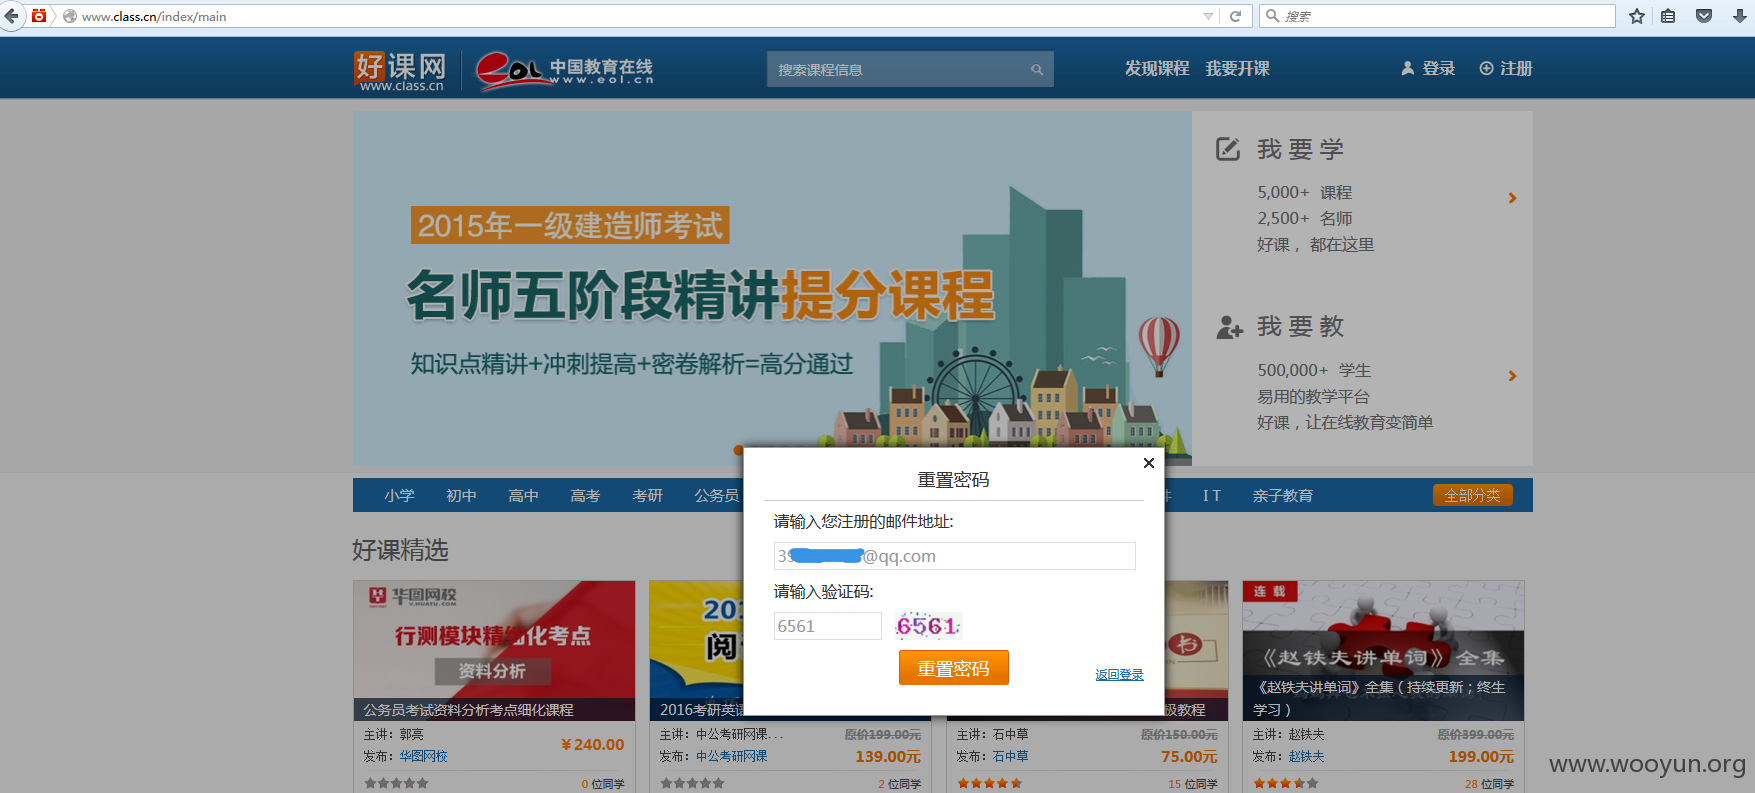 www.class.cn/index/main
搜索
好课网
www.class.cn
eol 中国教育在线
www.eol.cn
搜索课程信息
发现课程 我要开课
登录 注册
2015年一级建造师考试
名师五阶段精讲提分课程
知识点精讲+冲刺提高+密卷解析=高分通过
我要学
5,000+ 课程
2,500+ 名师
好课，都在这里
我要教
500,000+ 学生
易用的教学平台
好课，让在线教育变简单
小学 初中 高中 高考 考研 公务员 件 IT 亲子教育 全部分类
重置密码
请输入您注册的邮件地址:
39 @qq.com
请输入验证码:
6561 6561
重置密码
返回登录
好课精选
华图网校
V.HUATU.COM
行测模块精细化考点
资料分析
公务员考试资料分析考点细化课程
主讲：郭亮
发布：华图网校
¥240.00
0 位同学
201
阅
2016考研英语
主讲：中公考研网课...
发布：中公考研网课
原价199.00元
139.00元
2 位同学
书
级教程
主讲：石中草
发布：石中草
原价150.00元
75.00元
15 位同学
连载
《赵铁夫讲单词》全集
《赵铁夫讲单词》全集（持续更新；终生学习）
主讲：赵铁夫
发布：赵铁夫
原价399.00元
199.00元
28 位同学
www.wooyun.org